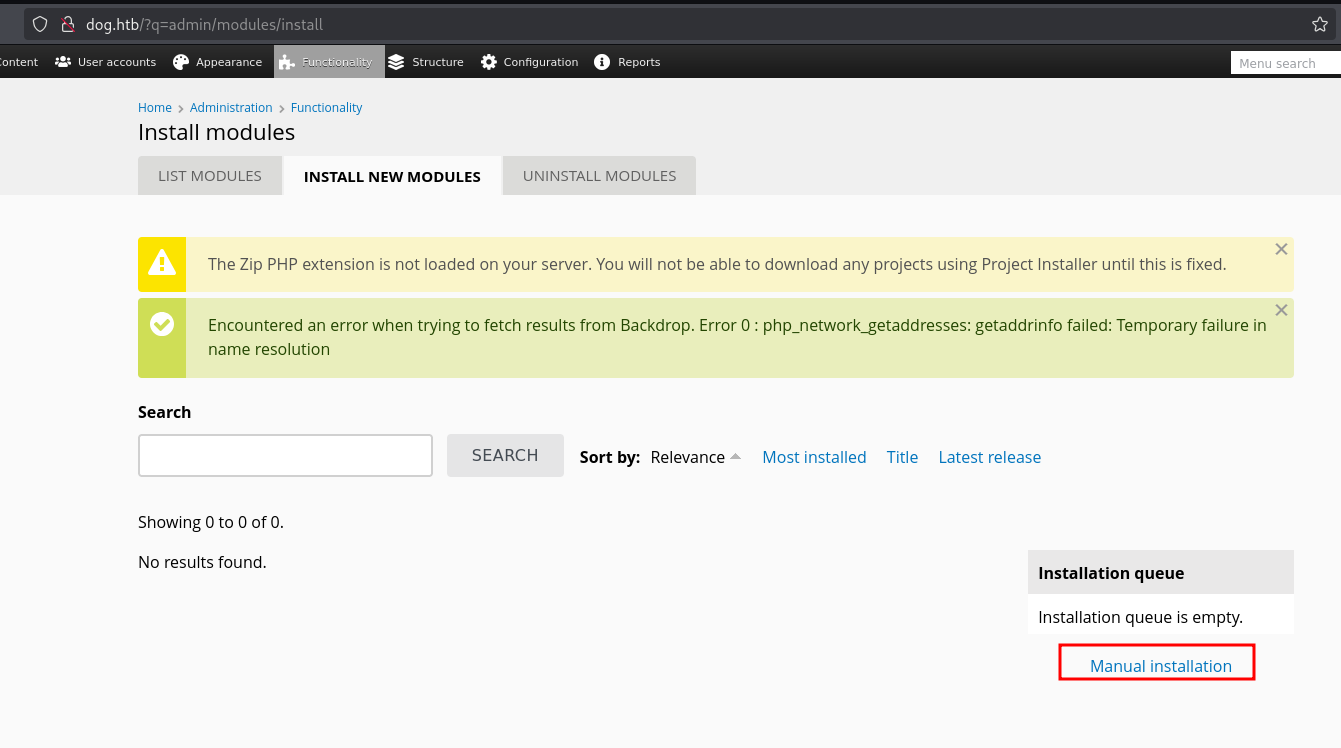 dog.htb/?q=admin/modules/install
User accounts Appearance Functionality Structure Configuration Reports Menu search
Home Administration Functionality
Install modules
LIST MODULES INSTALL NEW MODULES UNINSTALL MODULES
The Zip PHP extension is not loaded on your server. You will not be able to download any projects using Project Installer until this is fixed.
Encountered an error when trying to fetch results from Backdrop. Error 0 : php_network_getaddresses: getaddrinfo failed: Temporary failure in
name resolution
Search
SEARCH Sort by: Relevance Most installed Title Latest release
Showing 0 to 0 of 0.
No results found.
Installation queue
Installation queue is empty.
Manual installation